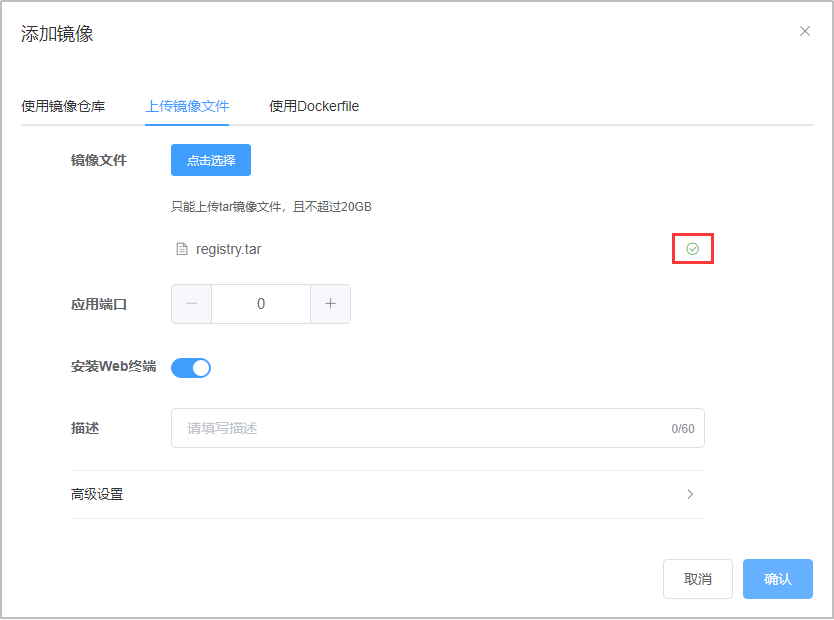 添加镜像
使用镜像仓库
上传镜像文件
使用Dockerfile
镜像文件
点击选择
只能上传tar镜像文件，且不超过20GB
registry.tar
应用端口
0
安装Web终端
描述
请填写描述
0/60
高级设置
取消
确认